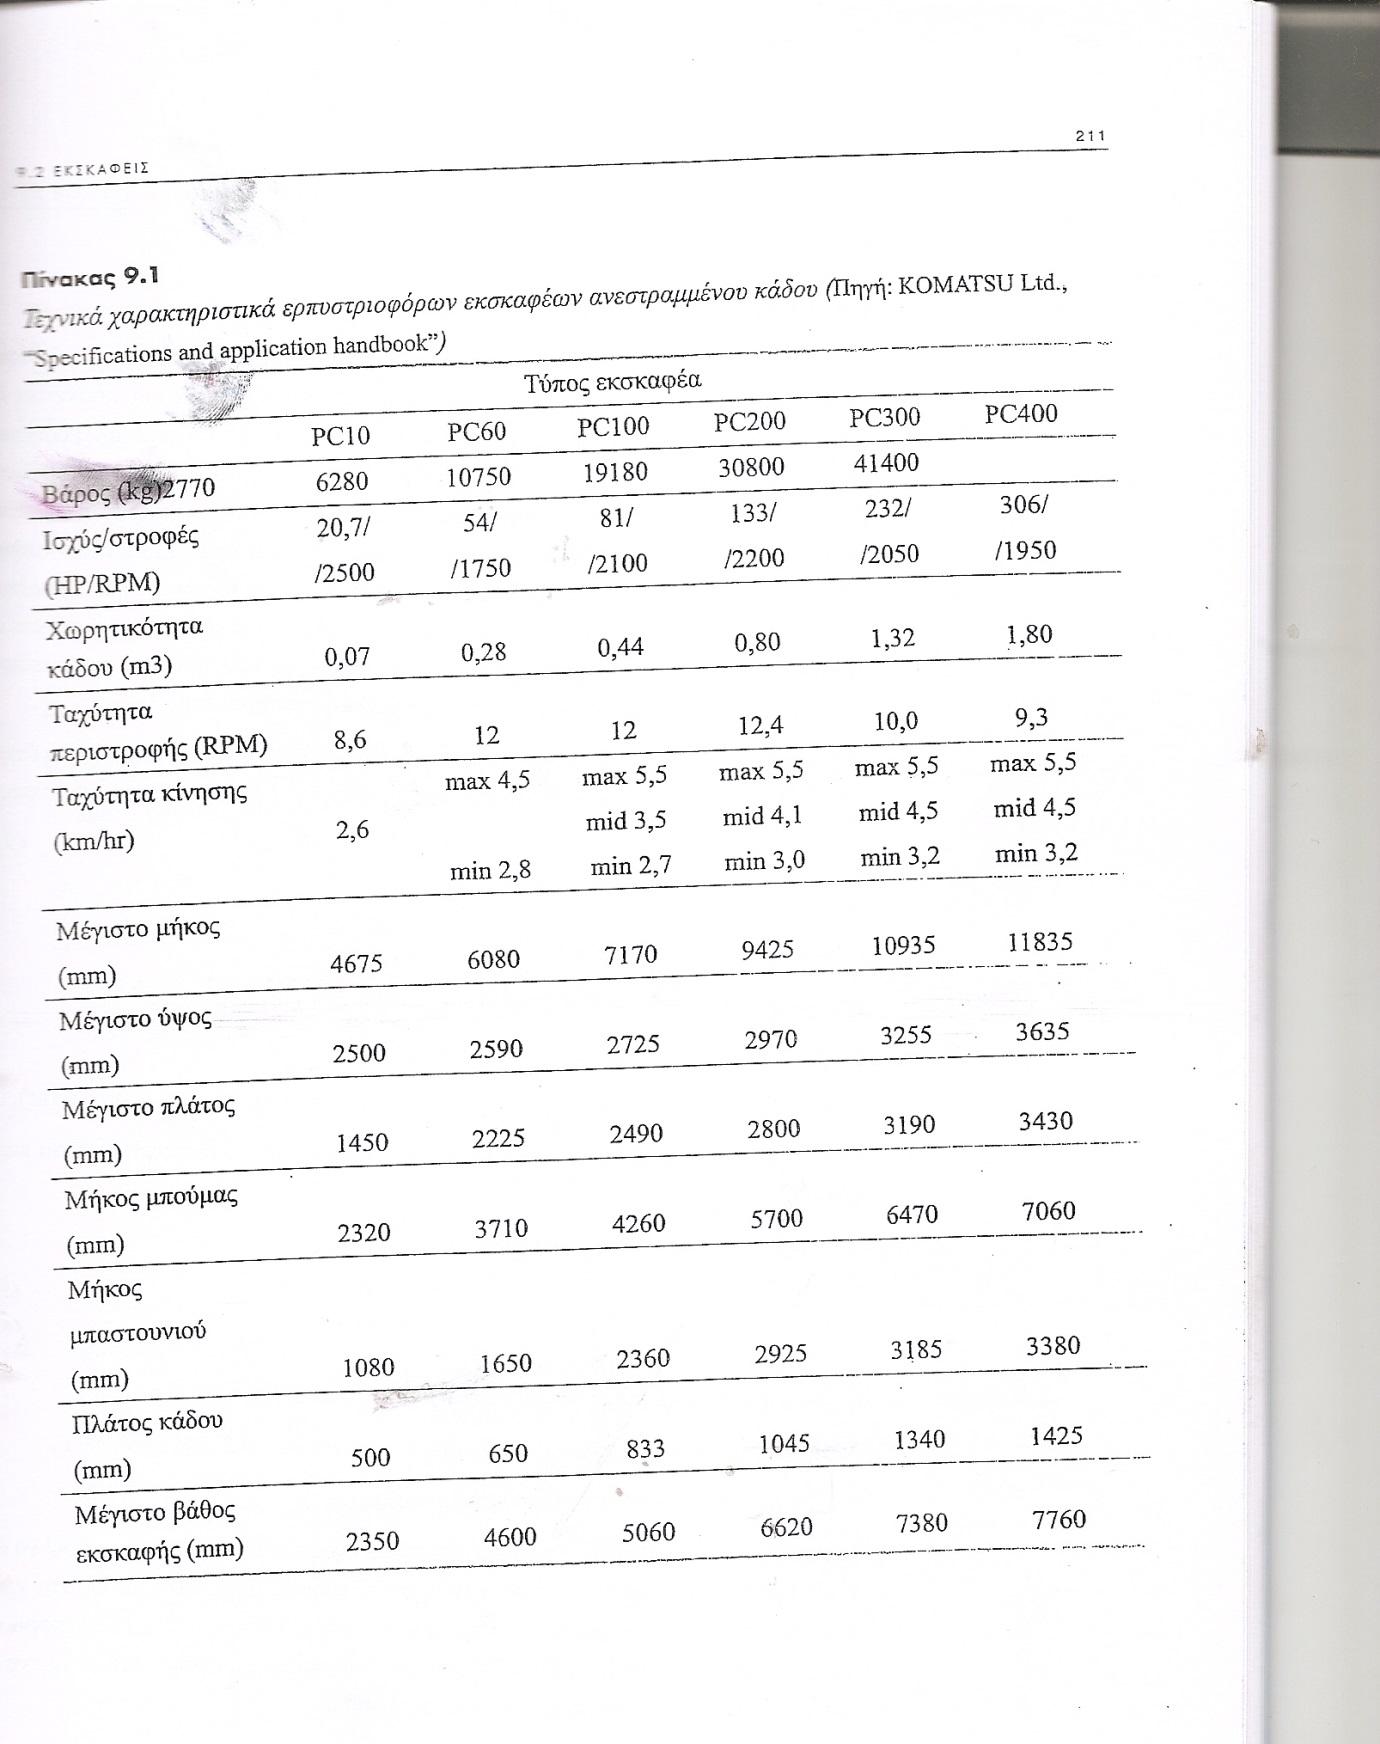 211
9.2 ΕΚΣΚΑΦΕΙΣ
Πίνακας 9.1
Τεχνικά χαρακτηριστικά ερπυστριοφόρων εκσκαφέων ανεστραμμένου κάδου (Πηγή: KOMATSU Ltd.,
"Specifications and application handbook”)
Τύπος εκσκαφέα
PC10 PC60 PC100 PC200 PC300 PC400
Βάρος (kg)2770 6280 10750 19180 30800 41400
Ισχύς/στροφές 20,7/ 54/ 81/ 133/ 232/ 306/
(HP/RPM) /2500 /1750 /2100 /2200 /2050 /1950
Χωρητικότητα
κάδου (m3) 0,07 0,28 0,44 0,80 1,32 1,80
Ταχύτητα
περιστροφής (RPM) 8,6 12 12 12,4 10,0 9,3
Ταχύτητα κίνησης max 4,5 max 5,5 max 5,5 max 5,5 max 5,5
(km/hr) 2,6 mid 3,5 mid 4,1 mid 4,5 mid 4,5
min 2,8 min 2,7 min 3,0 min 3,2 min 3,2
Μέγιστο μήκος
(mm) 4675 6080 7170 9425 10935 11835
Μέγιστο ύψος
(mm) 2500 2590 2725 2970 3255 3635
Μέγιστο πλάτος
(mm) 1450 2225 2490 2800 3190 3430
Μήκος μπούμας
(mm) 2320 3710 4260 5700 6470 7060
Μήκος
μπαστουνιού
(mm) 1080 1650 2360 2925 3185 3380
Πλάτος κάδου
(mm) 500 650 833 1045 1340 1425
Μέγιστο βάθος
εκσκαφής (mm) 2350 4600 5060 6620 7380 7760